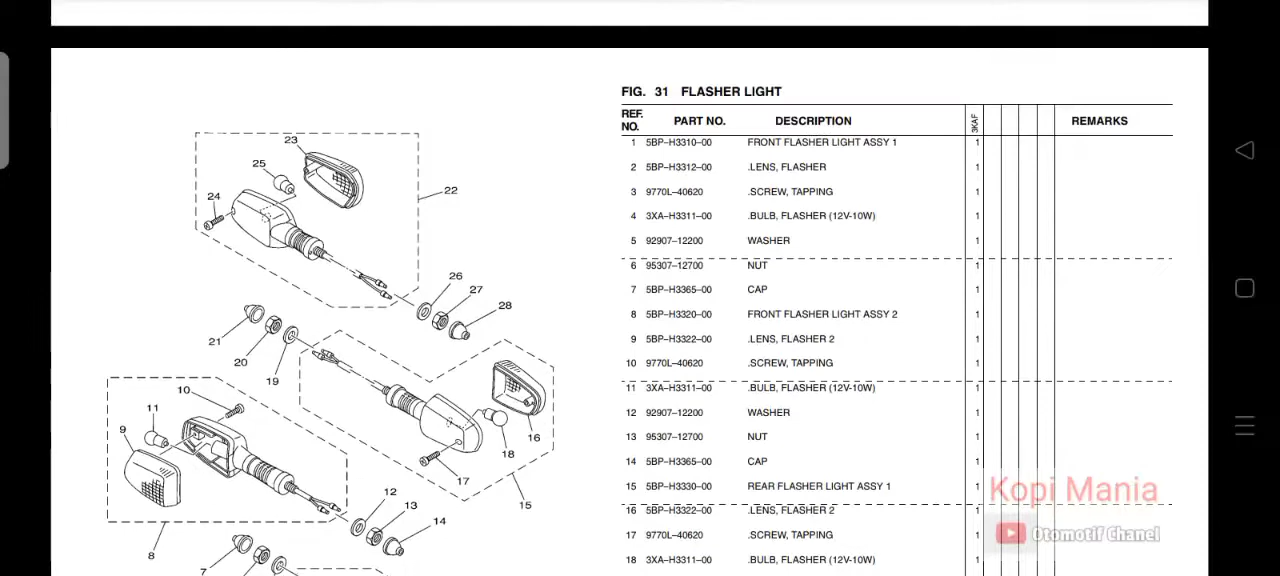 FIG. 31 FLASHER LIGHT
REF. NO. PART NO. DESCRIPTION 3KAF REMARKS
1 5BP–H3310–00 FRONT FLASHER LIGHT ASSY 1 1
2 5BP–H3312–00 .LENS, FLASHER 1
3 9770L–40620 .SCREW, TAPPING 1
4 3XA–H3311–00 .BULB, FLASHER (12V-10W) 1
5 92907–12200 WASHER 1
6 95307–12700 NUT 1
7 5BP–H3365–00 CAP 1
8 5BP–H3320–00 FRONT FLASHER LIGHT ASSY 2 1
9 5BP–H3322–00 .LENS, FLASHER 2 1
10 9770L–40620 .SCREW, TAPPING 1
11 3XA–H3311–00 .BULB, FLASHER (12V-10W) 1
12 92907–12200 WASHER 1
13 95307–12700 NUT 1
14 5BP–H3365–00 CAP 1
15 5BP–H3330–00 REAR FLASHER LIGHT ASSY 1 1
16 5BP–H3322–00 .LENS, FLASHER 2 1
17 9770L–40620 .SCREW, TAPPING 1
18 3XA–H3311–00 .BULB, FLASHER (12V-10W) 1
23
25
22
24
26
27
28
21
20
19
10
11
9
16
18
17
15
12
13
14
8
7
Kopi Mania
Otomotif Chanel